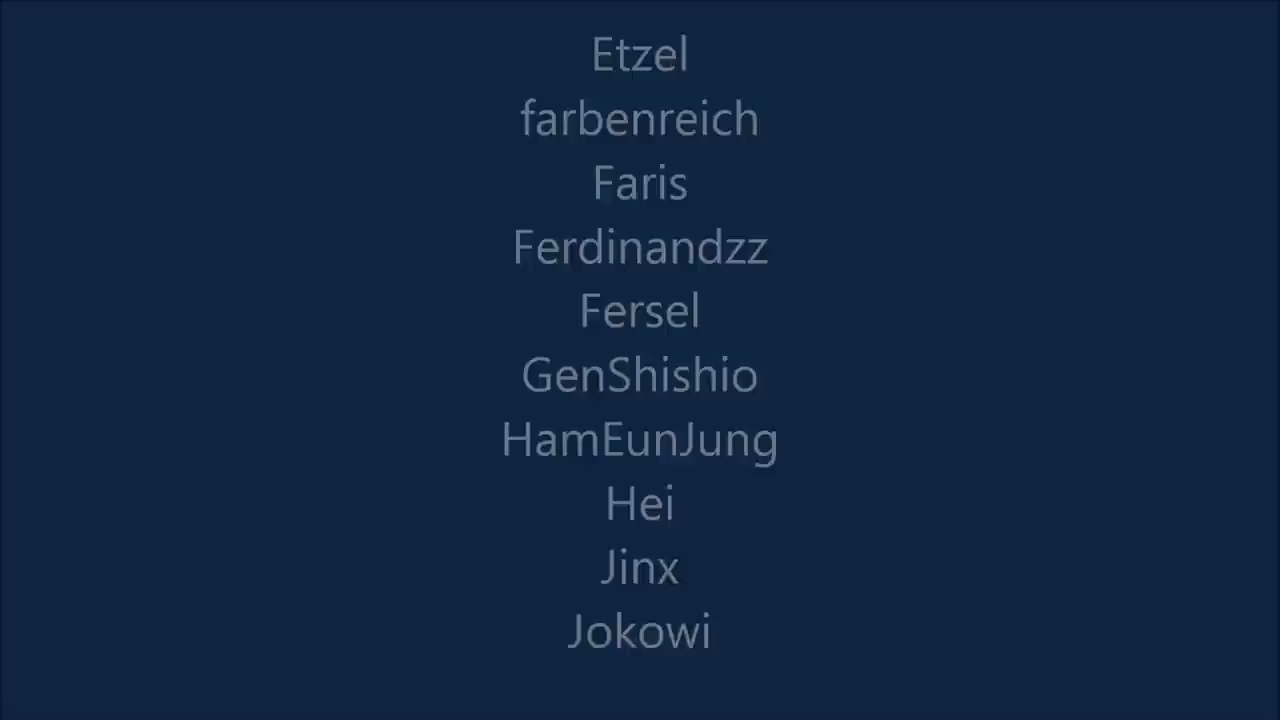 Etzel
farbenreich
Faris
Ferdinandzz
Fersel
GenShishio
HamEunJung
Hei
Jinx
Jokowi